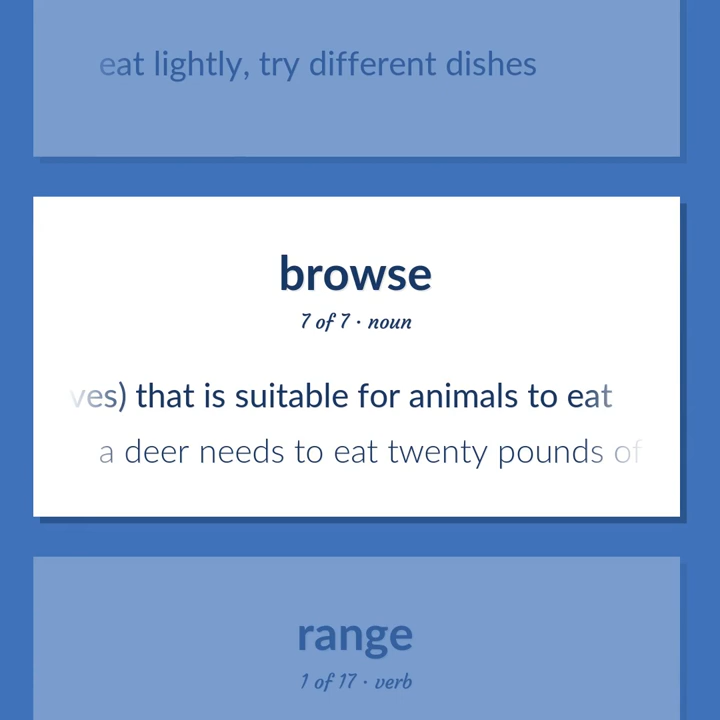 eat lightly, try different dishes
browse
7 of 7 · noun
ves) that is suitable for animals to eat
a deer needs to eat twenty pounds of
range
1 of 17 · verb